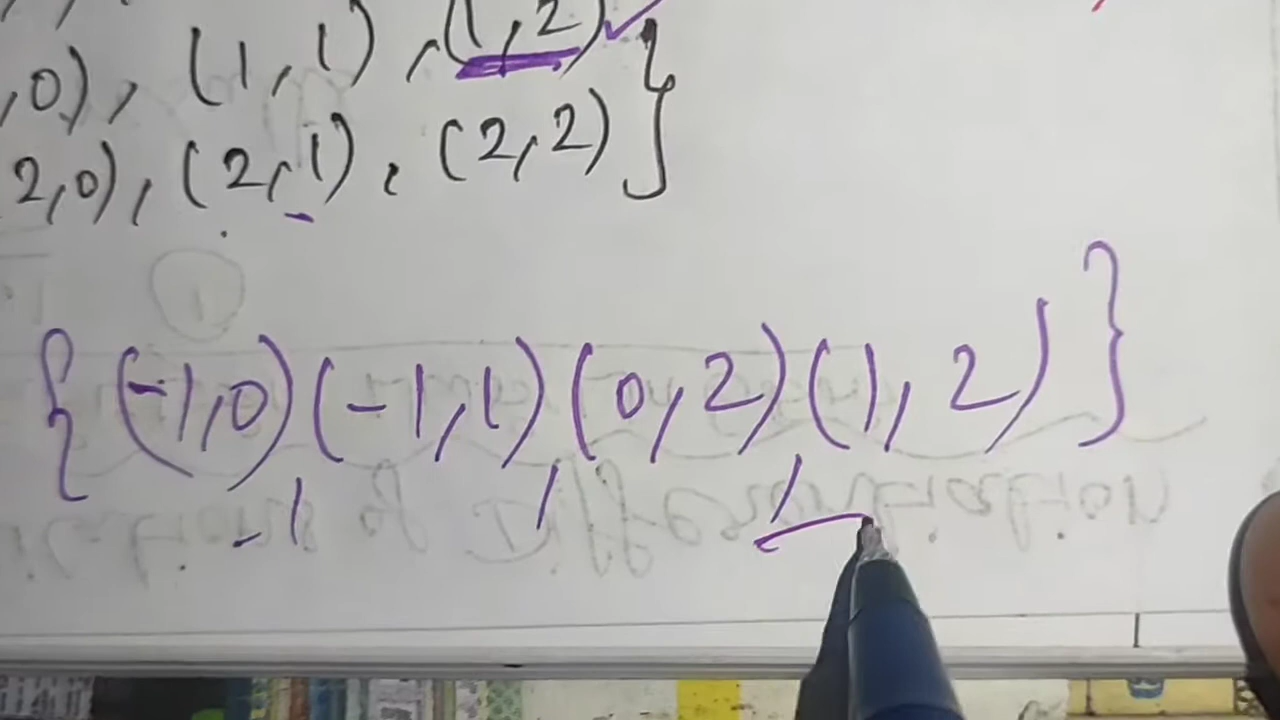 ,0), (1,1), (1,2) }
2,0), (2,1), (2,2)
{(-1,0)(-1,1)(0,2)(1,2)}